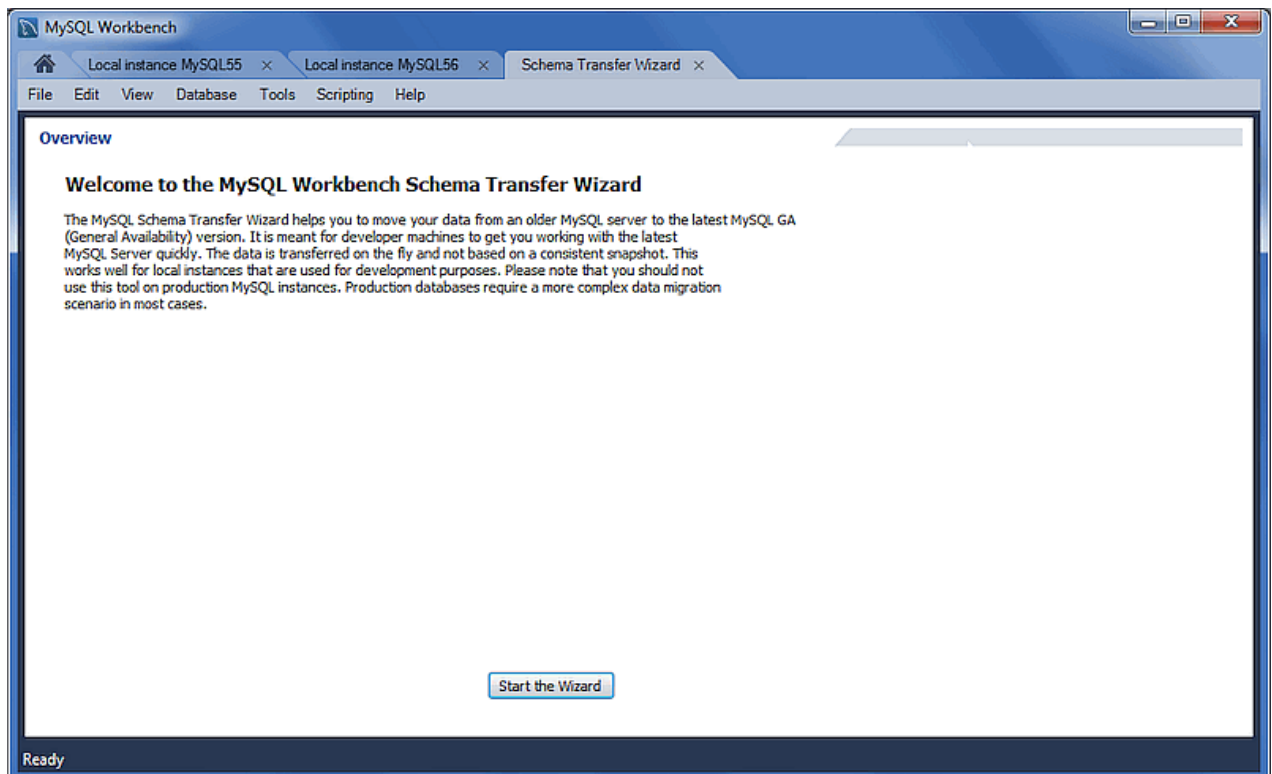 MySQL Workbench
Local instance MySQL55 × Local instance MySQL56 × Schema Transfer Wizard ×
File Edit View Database Tools Scripting Help
Overview
Welcome to the MySQL Workbench Schema Transfer Wizard
The MySQL Schema Transfer Wizard helps you to move your data from an older MySQL server to the latest MySQL GA
(General Availability) version. It is meant for developer machines to get you working with the latest
MySQL Server quickly. The data is transferred on the fly and not based on a consistent snapshot. This
works well for local instances that are used for development purposes. Please note that you should not
use this tool on production MySQL instances. Production databases require a more complex data migration
scenario in most cases.
Start the Wizard
Ready